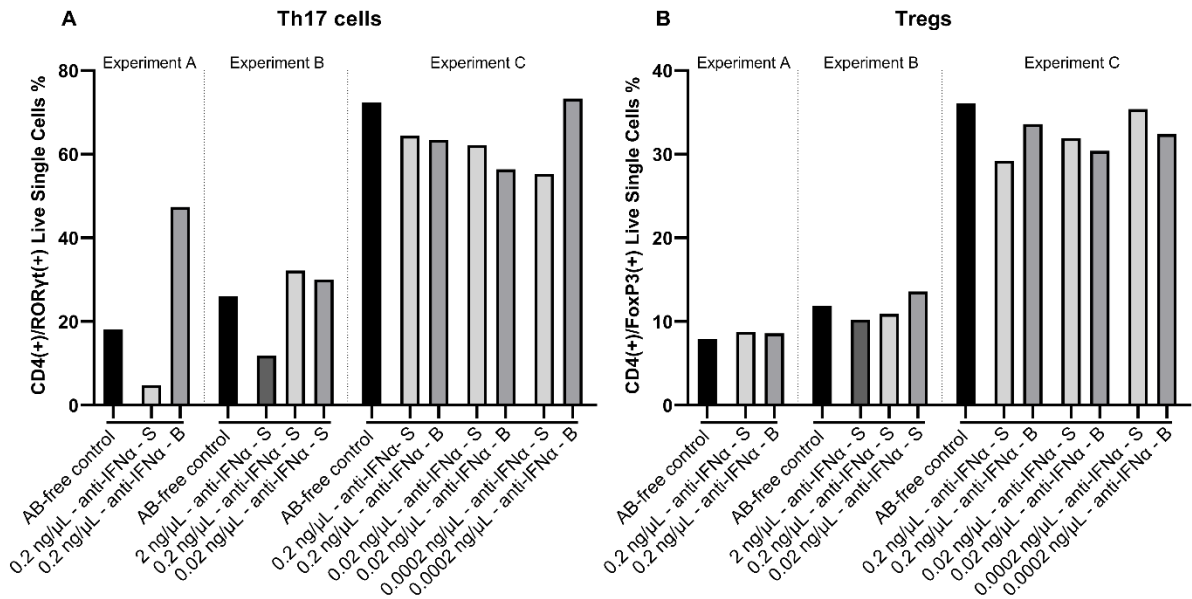 A
Th17 cells
Experiment A
Experiment B
Experiment C
CD4(+)/RORγt(+) Live Single Cells %
80
60
40
20
0
AB-free control
0.2 ng/µL - anti-IFNα - S
0.2 ng/µL - anti-IFNα - B
AB-free control
2 ng/µL - anti-IFNα - S
0.2 ng/µL - anti-IFNα - S
0.02 ng/µL - anti-IFNα - S
AB-free control
0.2 ng/µL - anti-IFNα - S
0.2 ng/µL - anti-IFNα - B
0.02 ng/µL - anti-IFNα - S
0.02 ng/µL - anti-IFNα - B
0.0002 ng/µL - anti-IFNα - S
0.0002 ng/µL - anti-IFNα - B
B
Tregs
Experiment A
Experiment B
Experiment C
CD4(+)/FoxP3(+) Live Single Cells %
40
30
20
10
0
AB-free control
0.2 ng/µL - anti-IFNα - S
0.2 ng/µL - anti-IFNα - B
AB-free control
2 ng/µL - anti-IFNα - S
0.2 ng/µL - anti-IFNα - S
0.02 ng/µL - anti-IFNα - S
AB-free control
0.2 ng/µL - anti-IFNα - S
0.2 ng/µL - anti-IFNα - B
0.02 ng/µL - anti-IFNα - S
0.02 ng/µL - anti-IFNα - B
0.0002 ng/µL - anti-IFNα - S
0.0002 ng/µL - anti-IFNα - B